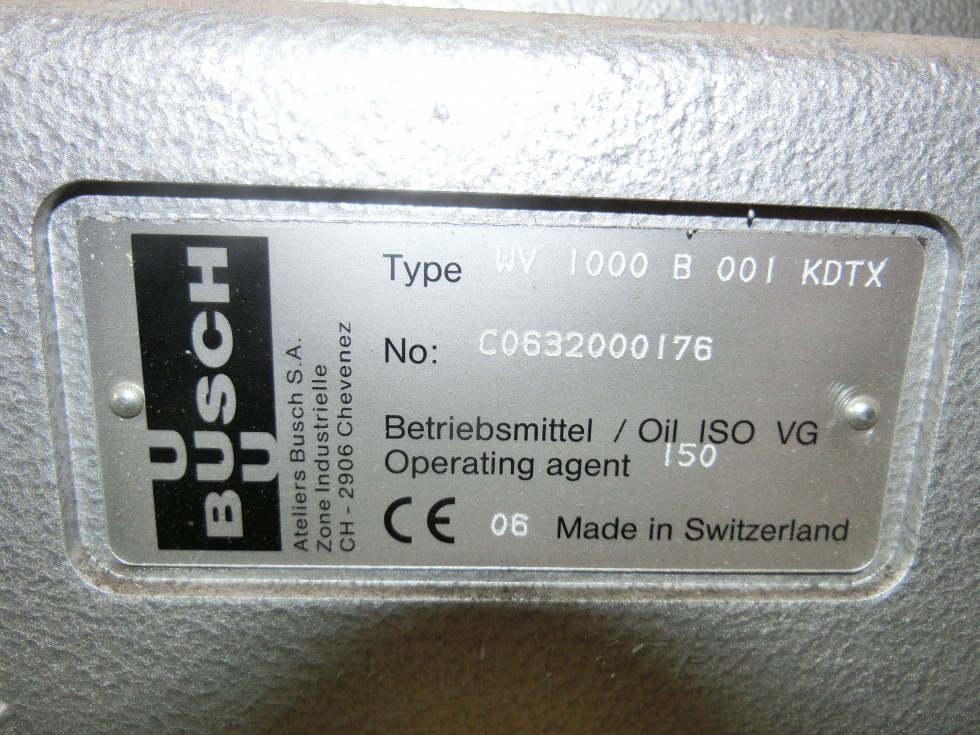 BUSCH
Ateliers Busch S.A.
Zone Industrielle
CH - 2906 Chevenez
Type WV 1000 B 001 KDTX
No: C0632000176
Betriebsmittel / Oil ISO VG
Operating agent 150
CE 06 Made in Switzerland